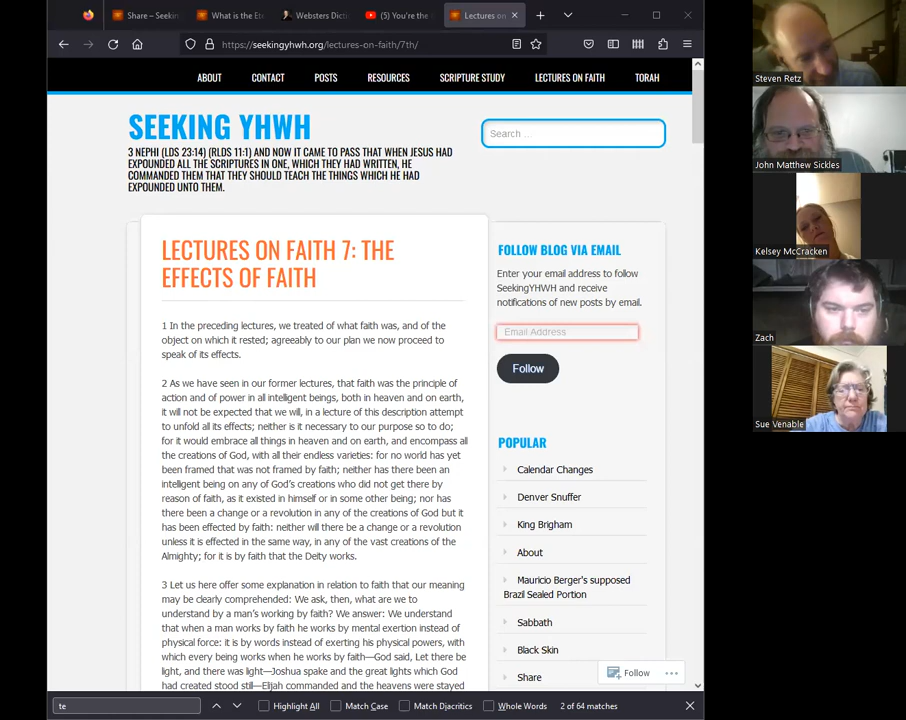 Share – Seekin
What is the Ete
Websters Dicti
(5) You're the
Lectures on
https://seekingyhwh.org/lectures-on-faith/7th/
ABOUT CONTACT POSTS RESOURCES SCRIPTURE STUDY LECTURES ON FAITH TORAH
SEEKING YHWH
3 NEPHI (LDS 23:14) (RLDS 11:1) AND NOW IT CAME TO PASS THAT WHEN JESUS HAD
EXPOUNDED ALL THE SCRIPTURES IN ONE, WHICH THEY HAD WRITTEN, HE
COMMANDED THEM THAT THEY SHOULD TEACH THE THINGS WHICH HE HAD
EXPOUNDED UNTO THEM.
Search ...
LECTURES ON FAITH 7: THE
EFFECTS OF FAITH
1 In the preceding lectures, we treated of what faith was, and of the
object on which it rested; agreeably to our plan we now proceed to
speak of its effects.
2 As we have seen in our former lectures, that faith was the principle of
action and of power in all intelligent beings, both in heaven and on earth,
it will not be expected that we will, in a lecture of this description attempt
to unfold all its effects; neither is it necessary to our purpose so to do;
for it would embrace all things in heaven and on earth, and encompass all
the creations of God, with all their endless varieties: for no world has yet
been framed that was not framed by faith; neither has there been an
intelligent being on any of God's creations who did not get there by
reason of faith, as it existed in himself or in some other being; nor has
there been a change or a revolution in any of the creations of God but it
has been effected by faith: neither will there be a change or a revolution
unless it is effected in the same way, in any of the vast creations of the
Almighty; for it is by faith that the Deity works.
3 Let us here offer some explanation in relation to faith that our meaning
may be clearly comprehended: We ask, then, what are we to
understand by a man's working by faith? We answer: We understand
that when a man works by faith he works by mental exertion instead of
physical force: it is by words instead of exerting his physical powers, with
which every being works when he works by faith—God said, Let there be
light, and there was light—Joshua spake and the great lights which God
had created stood still—Elijah commanded and the heavens were stayed
FOLLOW BLOG VIA EMAIL
Enter your email address to follow
SeekingYHWH and receive
notifications of new posts by email.
Email Address
Follow
POPULAR
Calendar Changes
Denver Snuffer
King Brigham
About
Mauricio Berger's supposed
Brazil Sealed Portion
Sabbath
Black Skin
Share
Follow
te
Highlight All Match Case Match Diacritics Whole Words 2 of 64 matches
Steven Retz
John Matthew Sickles
Kelsey McCracken
Zach
Sue Venable